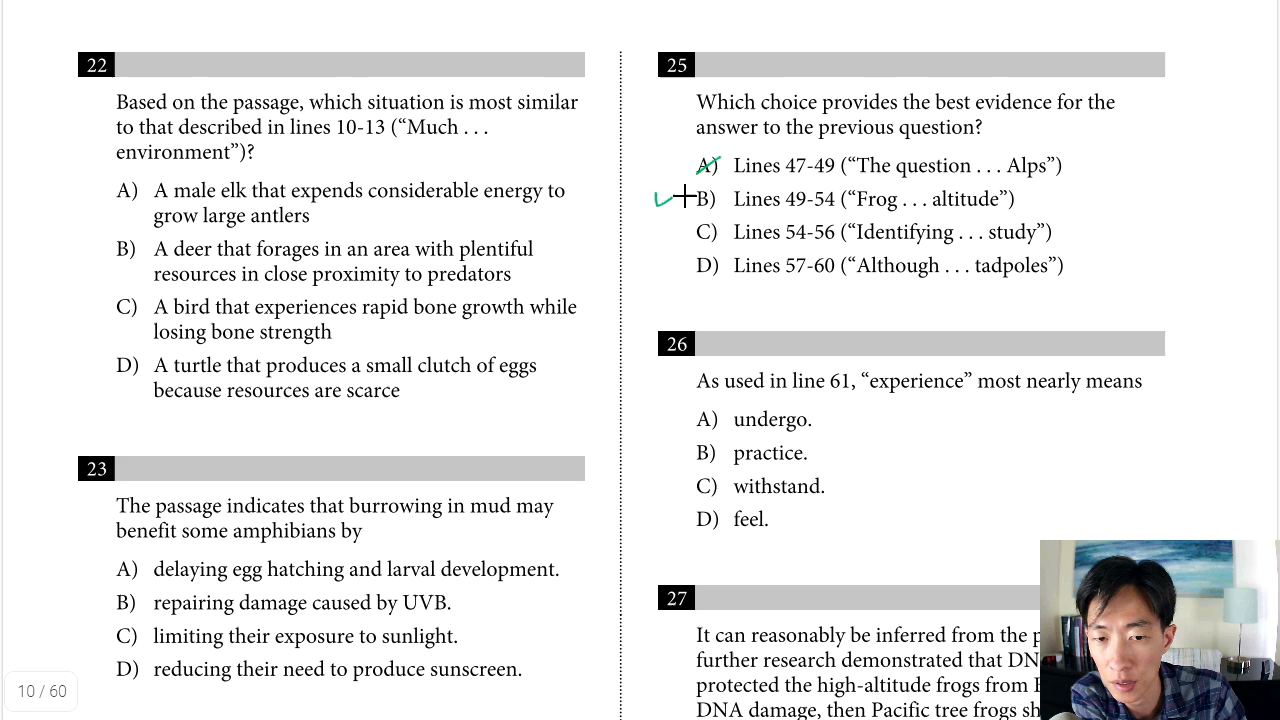 22
Based on the passage, which situation is most similar
to that described in lines 10-13 (“Much . . .
environment”)?
A) A male elk that expends considerable energy to
grow large antlers
B) A deer that forages in an area with plentiful
resources in close proximity to predators
C) A bird that experiences rapid bone growth while
losing bone strength
D) A turtle that produces a small clutch of eggs
because resources are scarce
23
The passage indicates that burrowing in mud may
benefit some amphibians by
A) delaying egg hatching and larval development.
B) repairing damage caused by UVB.
C) limiting their exposure to sunlight.
D) reducing their need to produce sunscreen.
10 / 60
25
Which choice provides the best evidence for the
answer to the previous question?
A) Lines 47-49 (“The question . . . Alps”)
B) Lines 49-54 (“Frog . . . altitude”)
C) Lines 54-56 (“Identifying . . . study”)
D) Lines 57-60 (“Although . . . tadpoles”)
26
As used in line 61, “experience” most nearly means
A) undergo.
B) practice.
C) withstand.
D) feel.
27
It can reasonably be inferred from the
further research demonstrated that
protected the high-altitude frogs from
DNA damage, then Pacific tree frogs